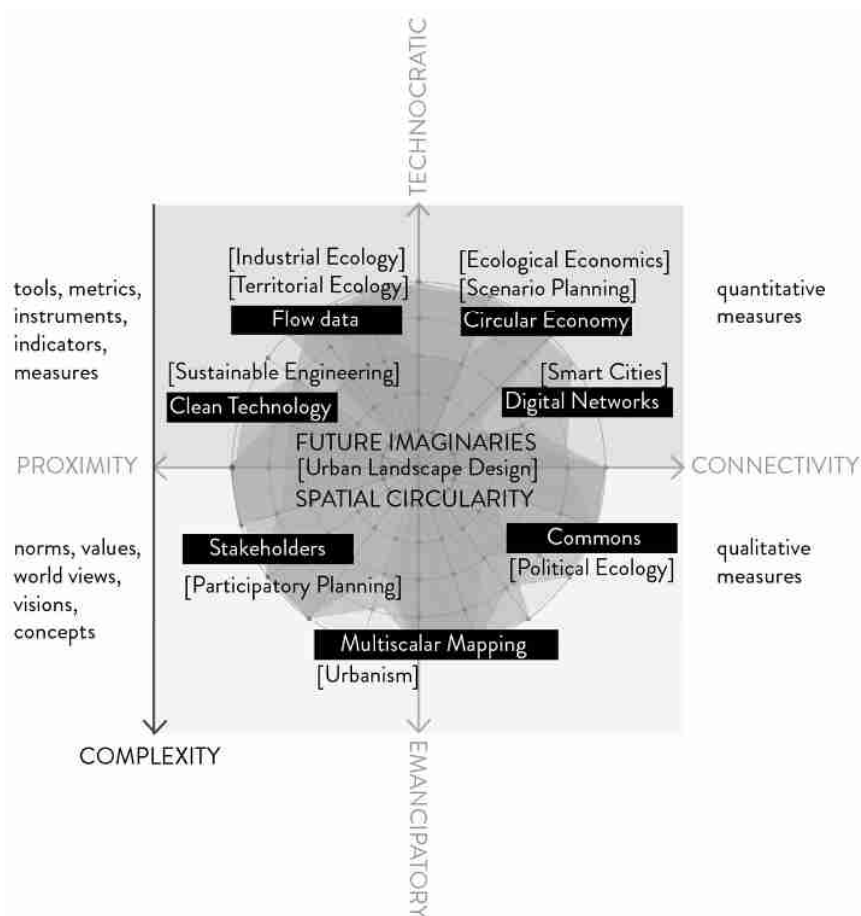 TECHNOCRATIC
[Industrial Ecology]
[Territorial Ecology]
Flow data
[Ecological Economics]
[Scenario Planning]
Circular Economy
tools, metrics,
instruments,
indicators,
measures
quantitative
measures
[Sustainable Engineering]
Clean Technology
[Smart Cities]
Digital Networks
FUTURE IMAGINARIES
PROXIMITY
[Urban Landscape Design]
CONNECTIVITY
SPATIAL CIRCULARITY
norms, values,
world views,
visions,
concepts
Stakeholders
[Participatory Planning]
Commons
[Political Ecology]
qualitative
measures
Multiscalar Mapping
[Urbanism]
COMPLEXITY
EMANCIPATORY